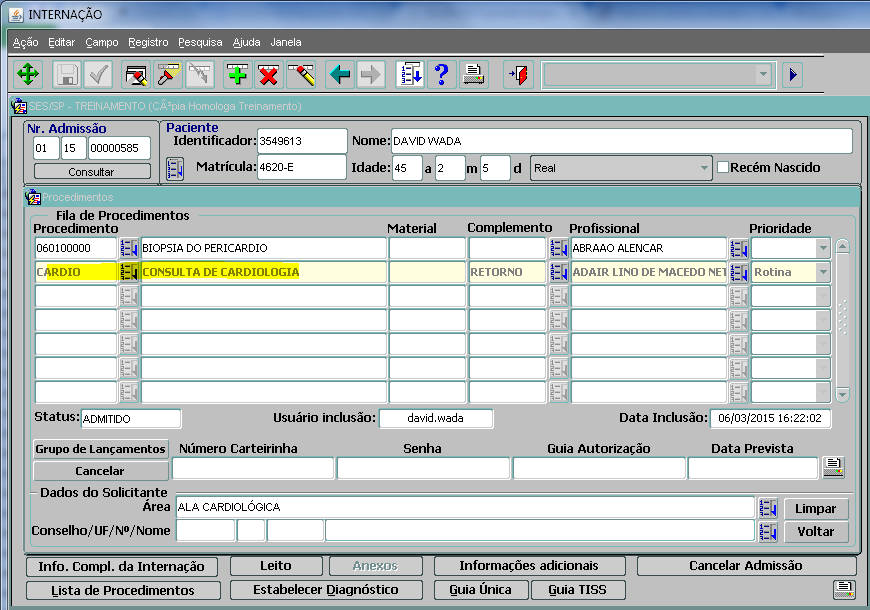 INTERNAÇÃO
Ação Editar Campo Registro Pesquisa Ajuda Janela
SES/SP - TREINAMENTO (CÃ³pia Homologa Treinamento)
Nr. Admissão
01 15 00000585
Consultar
Paciente
Identificador: 3549613 Nome: DAVID WADA
Matrícula: 4620-E Idade: 45 a 2 m 5 d Real Recém Nascido
Procedimentos
Fila de Procedimentos
Procedimento Material Complemento Profissional Prioridade
060100000 BIOPSIA DO PERICARDIO ABRAAO ALENCAR
CARDIO CONSULTA DE CARDIOLOGIA RETORNO ADAIR LINO DE MACEDO NET Rotina
Status: ADMITIDO Usuário inclusão: david.wada Data Inclusão: 06/03/2015 16:22:02
Grupo de Lançamentos Número Carteirinha Senha Guia Autorização Data Prevista
Cancelar
Dados do Solicitante
Área ALA CARDIOLÓGICA Limpar
Conselho/UF/Nº/Nome Voltar
Info. Compl. da Internação Leito Anexos Informações adicionais Cancelar Admissão
Lista de Procedimentos Estabelecer Diagnóstico Guia Única Guia TISS